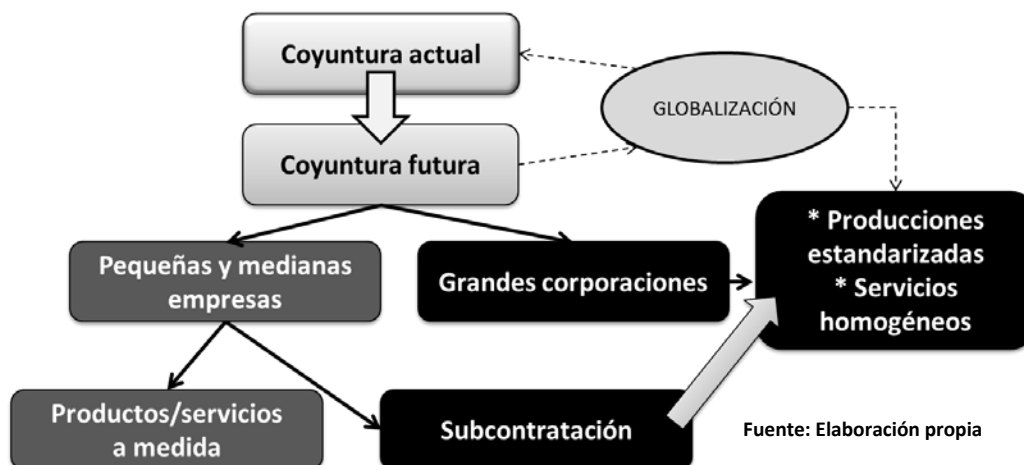 Coyuntura actual
GLOBALIZACIÓN
Coyuntura futura
* Producciones
estandarizadas
* Servicios
homogéneos
Pequeñas y medianas
empresas
Grandes corporaciones
Productos/servicios
a medida
Subcontratación
Fuente: Elaboración propia